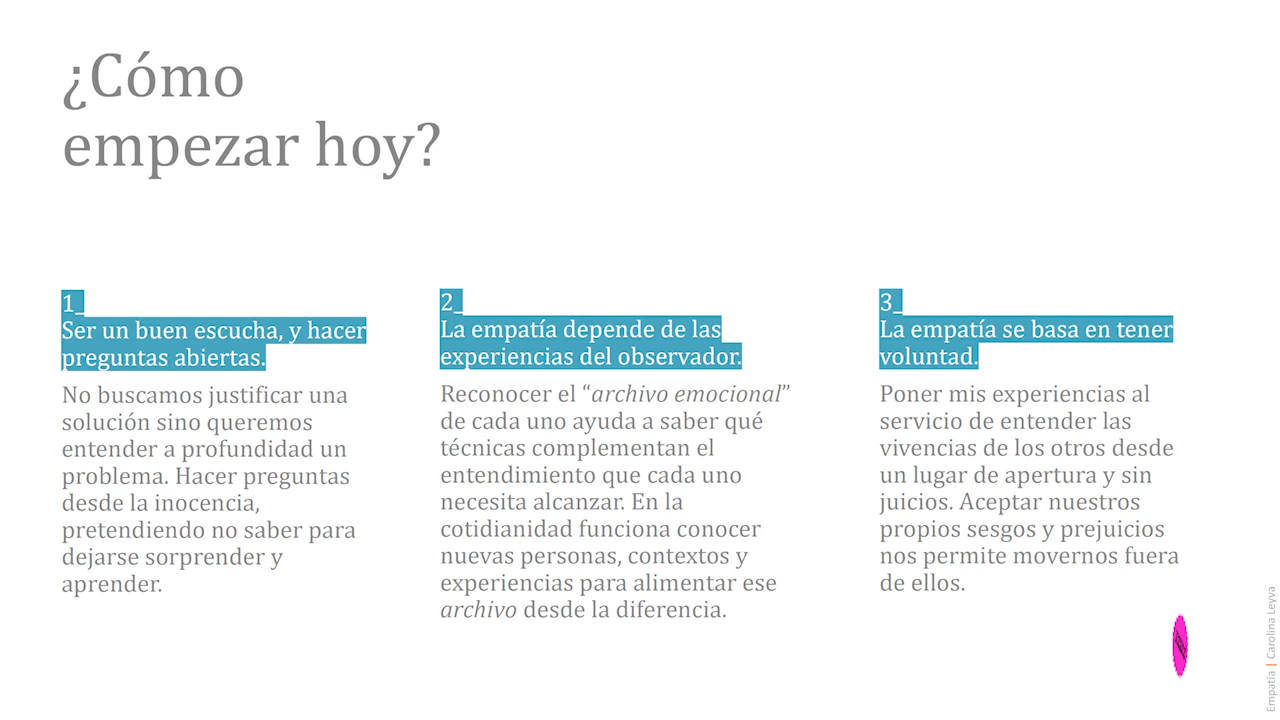 ¿Cómo
empezar hoy?
1_
Ser un buen escucha, y hacer
preguntas abiertas.
No buscamos justificar una
solución sino queremos
entender a profundidad un
problema. Hacer preguntas
desde la inocencia,
pretendiendo no saber para
dejarse sorprender y
aprender.
2_
La empatía depende de las
experiencias del observador.
Reconocer el “archivo emocional”
de cada uno ayuda a saber qué
técnicas complementan el
entendimiento que cada uno
necesita alcanzar. En la
cotidianidad funciona conocer
nuevas personas, contextos y
experiencias para alimentar ese
archivo desde la diferencia.
3_
La empatía se basa en tener
voluntad.
Poner mis experiencias al
servicio de entender las
vivencias de los otros desde
un lugar de apertura y sin
juicios. Aceptar nuestros
propios sesgos y prejuicios
nos permite movernos fuera
de ellos.
Empatía | Carolina Leyva